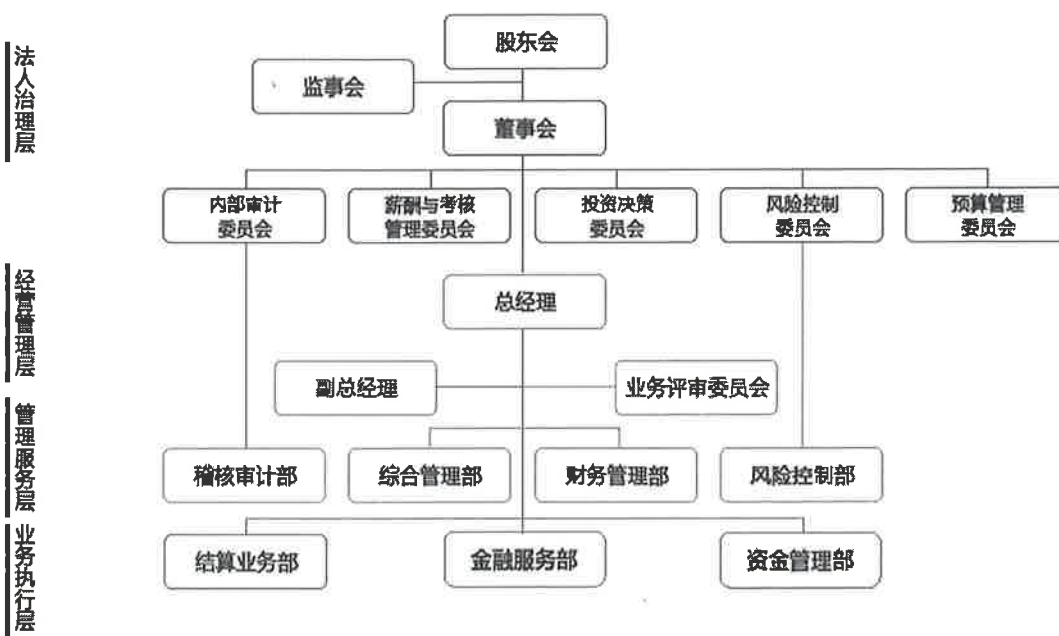 股东会
法人治理层
监事会
董事会
内部审计
委员会
薪酬与考核
管理委员会
投资决策
委员会
风险控制
委员会
预算管理
委员会
经营管理层
总经理
副总经理
业务评审委员会
管理服务层
稽核审计部
综合管理部
财务管理部
风险控制部
业务执行层
结算业务部
金融服务部
资金管理部